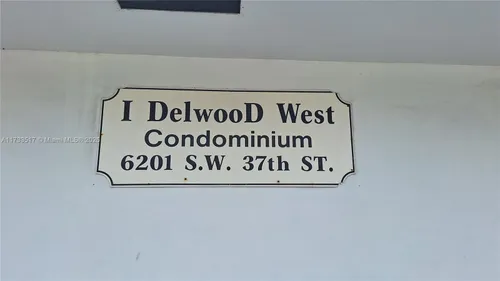 I DelwooD West
Condominium
6201 S.W. 37th ST.